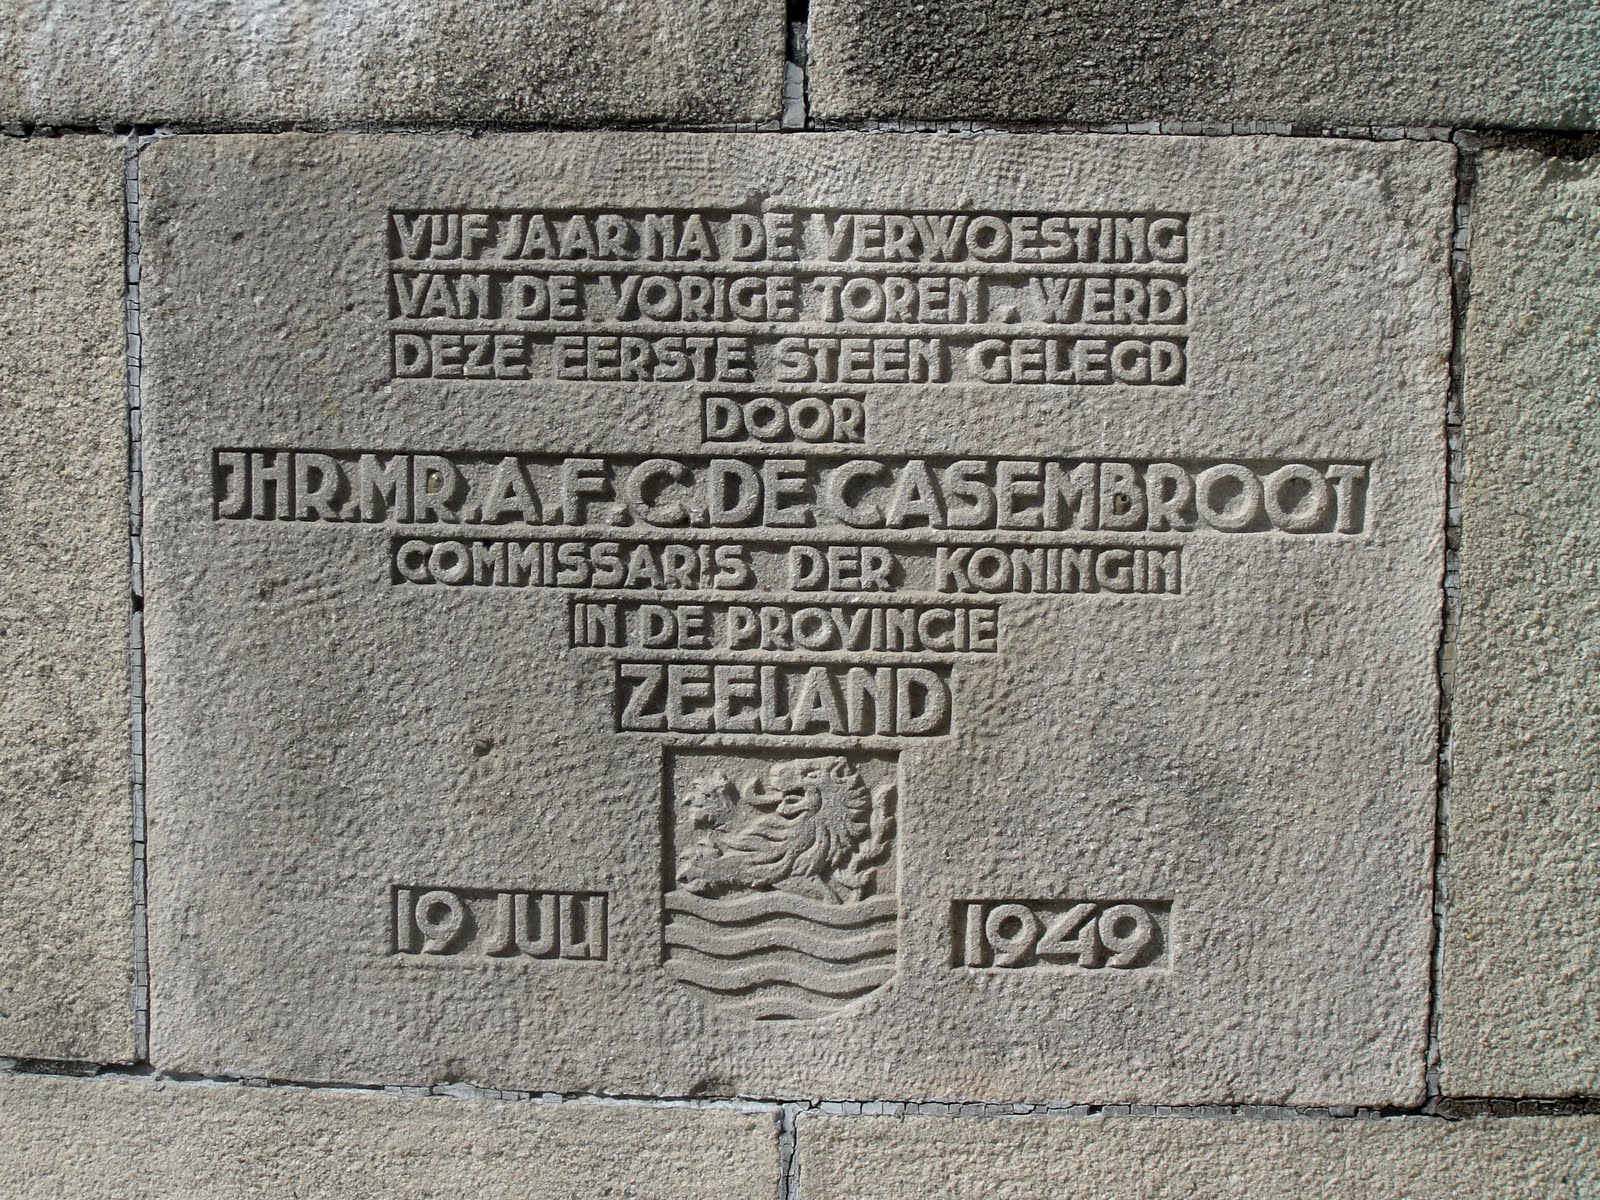 VIJF JAAR NA DE VERWOESTING
VAN DE VORIGE TOREN . WERD
DEZE EERSTE STEEN GELEGD
DOOR
JHR.MR.A.F.C.DE CASEMBROOT
COMMISSARIS DER KONINGIN
IN DE PROVINCIE
ZEELAND
19 JULI 1949